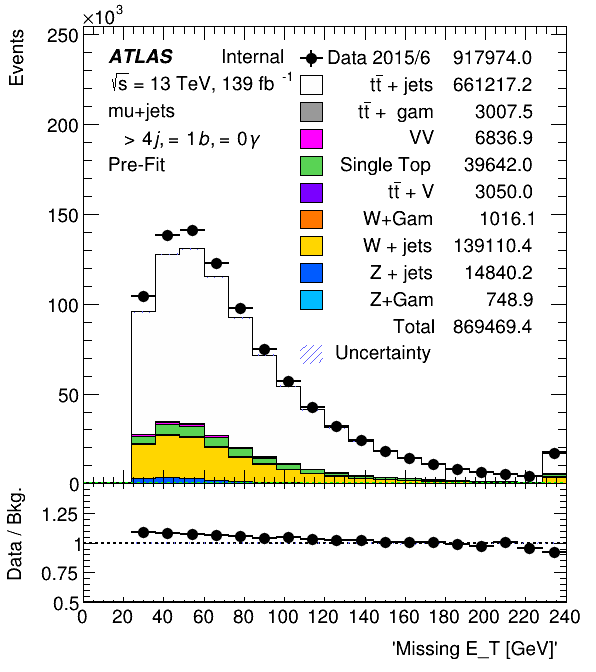 ×10³
Events
250
200
150
100
50
0
ATLAS Internal
√s = 13 TeV, 139 fb⁻¹
mu+jets
> 4j, = 1b, = 0γ
Pre-Fit
Data 2015/6 917974.0
tt̄ + jets 661217.2
tt̄ + gam 3007.5
VV 6836.9
Single Top 39642.0
tt̄ + V 3050.0
W+Gam 1016.1
W + jets 139110.4
Z + jets 14840.2
Z+Gam 748.9
Total 869469.4
Uncertainty
Data / Bkg.
1.25
1
0.75
0.5
0 20 40 60 80 100 120 140 160 180 200 220 240
'Missing E_T [GeV]'